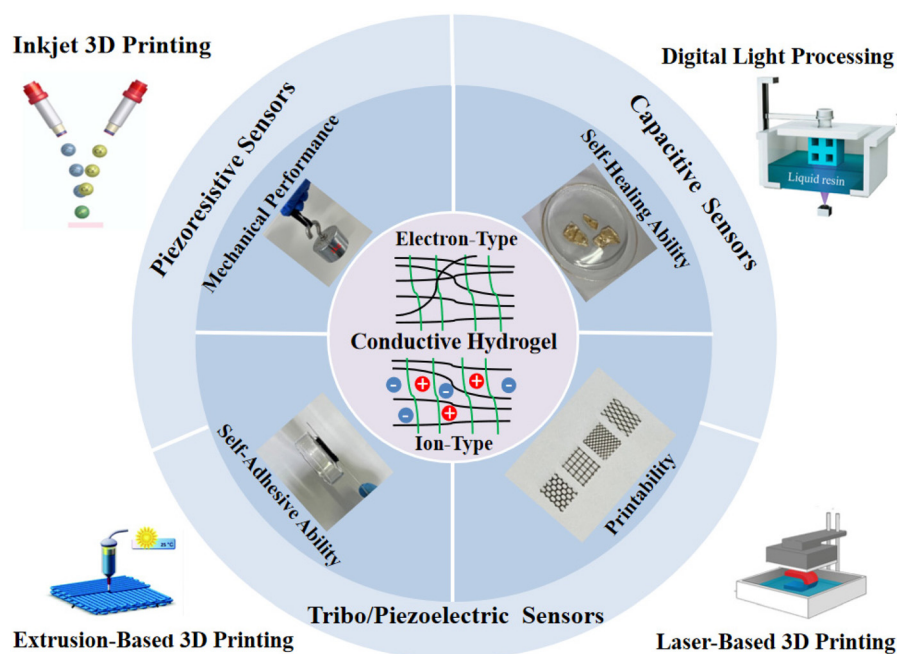 Inkjet 3D Printing
Digital Light Processing
Liquid resin
Piezoresistive Sensors
Capacitive Sensors
Mechanical Performance
Self-Healing Ability
Electron-Type
Conductive Hydrogel
- + - + -
- +
Ion-Type
Self-Adhesive Ability
Printability
Tribo/Piezoelectric Sensors
Extrusion-Based 3D Printing
Laser-Based 3D Printing